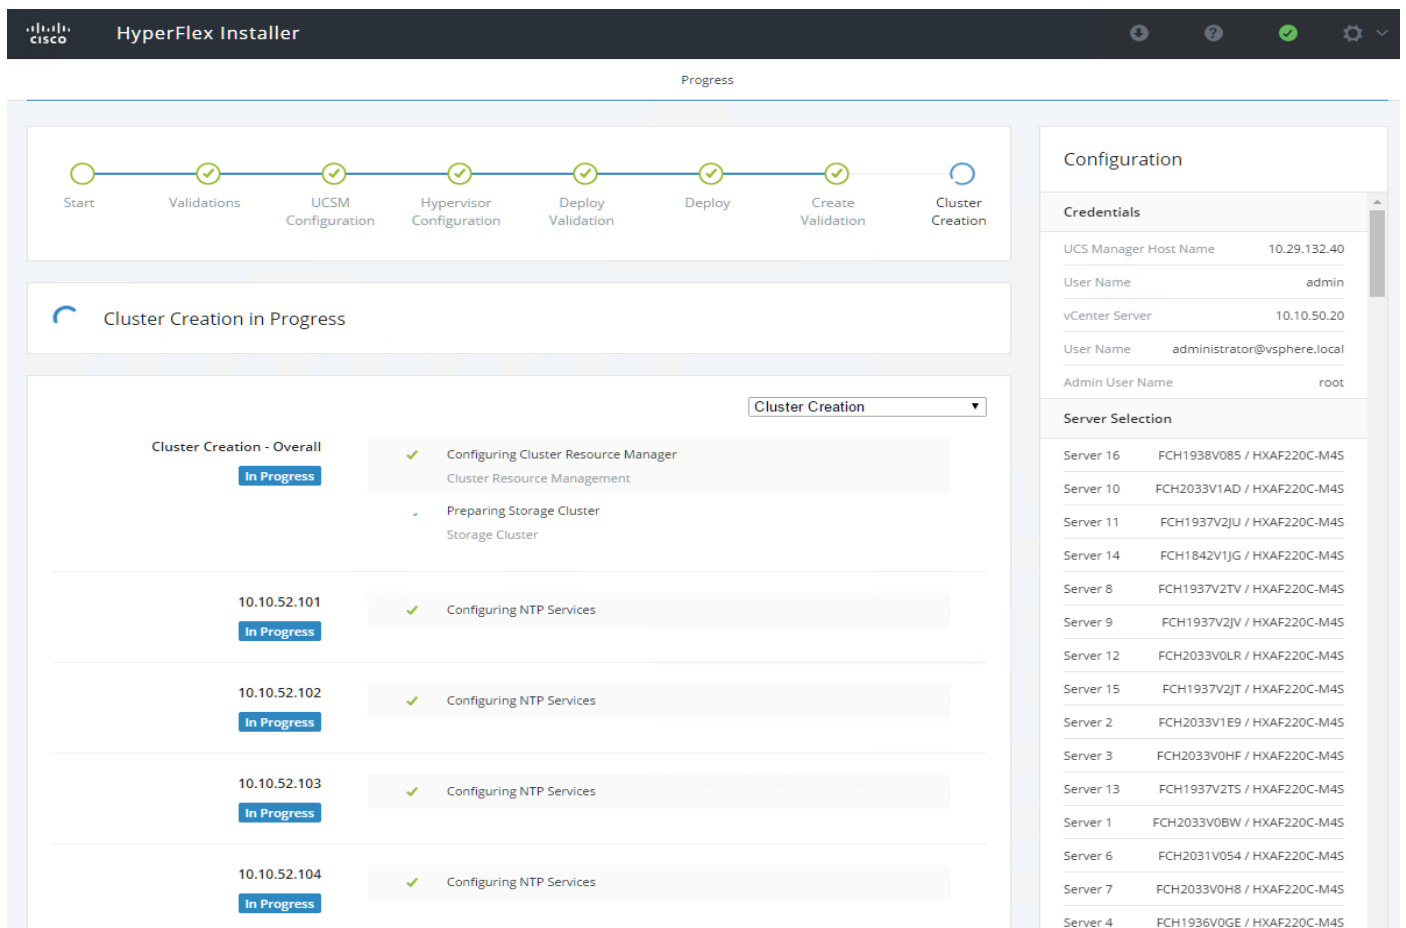 CISCO
HyperFlex Installer
Progress
Start
Validations
UCSM
Configuration
Hypervisor
Configuration
Deploy
Validation
Deploy
Create
Validation
Cluster
Creation
Cluster Creation in Progress
Cluster Creation
Cluster Creation - Overall
In Progress
Configuring Cluster Resource Manager
Cluster Resource Management
Preparing Storage Cluster
Storage Cluster
10.10.52.101
In Progress
Configuring NTP Services
10.10.52.102
In Progress
Configuring NTP Services
10.10.52.103
In Progress
Configuring NTP Services
10.10.52.104
In Progress
Configuring NTP Services
Configuration
Credentials
UCS Manager Host Name 10.29.132.40
User Name admin
vCenter Server 10.10.50.20
User Name administrator@vsphere.local
Admin User Name root
Server Selection
Server 16 FCH1938V085 / HXAF220C-M4S
Server 10 FCH2033V1AD / HXAF220C-M4S
Server 11 FCH1937V2JU / HXAF220C-M4S
Server 14 FCH1842V1JG / HXAF220C-M4S
Server 8 FCH1937V2TV / HXAF220C-M4S
Server 9 FCH1937V2JV / HXAF220C-M4S
Server 12 FCH2033V0LR / HXAF220C-M4S
Server 15 FCH1937V2JT / HXAF220C-M4S
Server 2 FCH2033V1E9 / HXAF220C-M4S
Server 3 FCH2033V0HF / HXAF220C-M4S
Server 13 FCH1937V2TS / HXAF220C-M4S
Server 1 FCH2033V0BW / HXAF220C-M4S
Server 6 FCH2031V054 / HXAF220C-M4S
Server 7 FCH2033V0H8 / HXAF220C-M4S
Server 4 FCH1936V0GE / HXAF220C-M4S